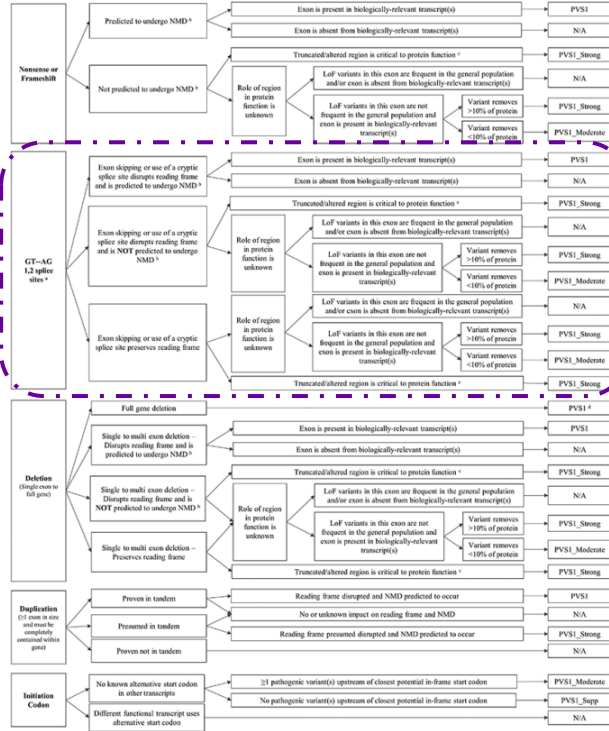 Nonsense or
Frameshift
Predicted to undergo NMD b
Exon is present in biologically-relevant transcript(s)
PVS1
Exon is absent from biologically-relevant transcript(s)
N/A
Not predicted to undergo NMD b
Truncated/altered region is critical to protein function c
PVS1_Strong
Role of region
in protein
function is
unknown
LoF variants in this exon are frequent in the general population
and/or exon is absent from biologically-relevant transcript(s)
N/A
LoF variants in this exon are not
frequent in the general population and
exon is present in biologically-relevant
transcript(s)
Variant removes
>10% of protein
PVS1_Strong
Variant removes
<10% of protein
PVS1_Moderate
GT--AG
1,2 splice
sites a
Exon skipping or use of a cryptic
splice site disrupts reading frame
and is predicted to undergo NMD b
Exon is present in biologically-relevant transcript(s)
PVS1
Exon is absent from biologically-relevant transcript(s)
N/A
Exon skipping or use of a cryptic
splice site disrupts reading frame
and is NOT predicted to undergo
NMD b
Truncated/altered region is critical to protein function c
PVS1_Strong
Role of region
in protein
function is
unknown
LoF variants in this exon are frequent in the general population
and/or exon is absent from biologically-relevant transcript(s)
N/A
LoF variants in this exon are not
frequent in the general population and
exon is present in biologically-relevant
transcript(s)
Variant removes
>10% of protein
PVS1_Strong
Variant removes
<10% of protein
PVS1_Moderate
Exon skipping or use of a cryptic
splice site preserves reading frame
Role of region
in protein
function is
unknown
LoF variants in this exon are frequent in the general population
and/or exon is absent from biologically-relevant transcript(s)
N/A
LoF variants in this exon are not
frequent in the general population and
exon is present in biologically-relevant
transcript(s)
Variant removes
>10% of protein
PVS1_Strong
Variant removes
<10% of protein
PVS1_Moderate
Truncated/altered region is critical to protein function c
PVS1_Strong
Deletion
(Single exon to
full gene)
Full gene deletion
PVS1 d
Single to multi exon deletion –
Disrupts reading frame and
is predicted to undergo NMD b
Exon is present in biologically-relevant transcript(s)
PVS1
Exon is absent from biologically-relevant transcript(s)
N/A
Single to multi exon deletion –
Disrupts reading frame and is
NOT predicted to undergo NMD b
Truncated/altered region is critical to protein function c
PVS1_Strong
Single to multi exon deletion –
Preserves reading frame
Role of region
in protein
function is
unknown
LoF variants in this exon are frequent in the general population
and/or exon is absent from biologically-relevant transcript(s)
N/A
LoF variants in this exon are not
frequent in the general population and
exon is present in biologically-relevant
transcript(s)
Variant removes
>10% of protein
PVS1_Strong
Variant removes
<10% of protein
PVS1_Moderate
Truncated/altered region is critical to protein function c
PVS1_Strong
Duplication
(≥1 exon in size
and must be
completely
contained within
gene)
Proven in tandem
Reading frame disrupted and NMD predicted to occur
PVS1
Presumed in tandem
No or unknown impact on reading frame and NMD
N/A
Reading frame presumed disrupted and NMD predicted to occur
PVS1_Strong
Proven not in tandem
N/A
Initiation
Codon
No known alternative start codon
in other transcripts
≥1 pathogenic variant(s) upstream of closest potential in-frame start codon
PVS1_Moderate
No pathogenic variant(s) upstream of closest potential in-frame start codon
PVS1_Supp
Different functional transcript uses
alternative start codon
N/A